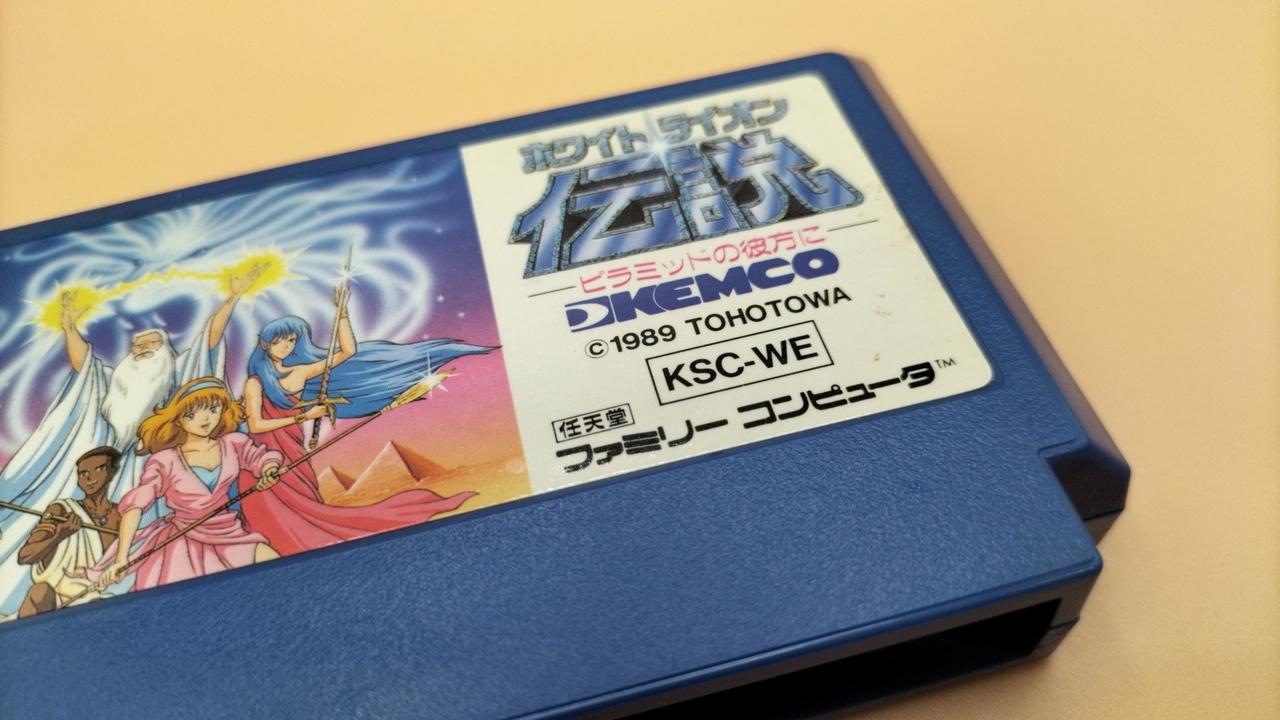 ホワイトライオン
伝説
ピラミッドの彼方に
KEMCO
©1989 TOHOTOWA
KSC-WE
任天堂
ファミリー コンピュータ™